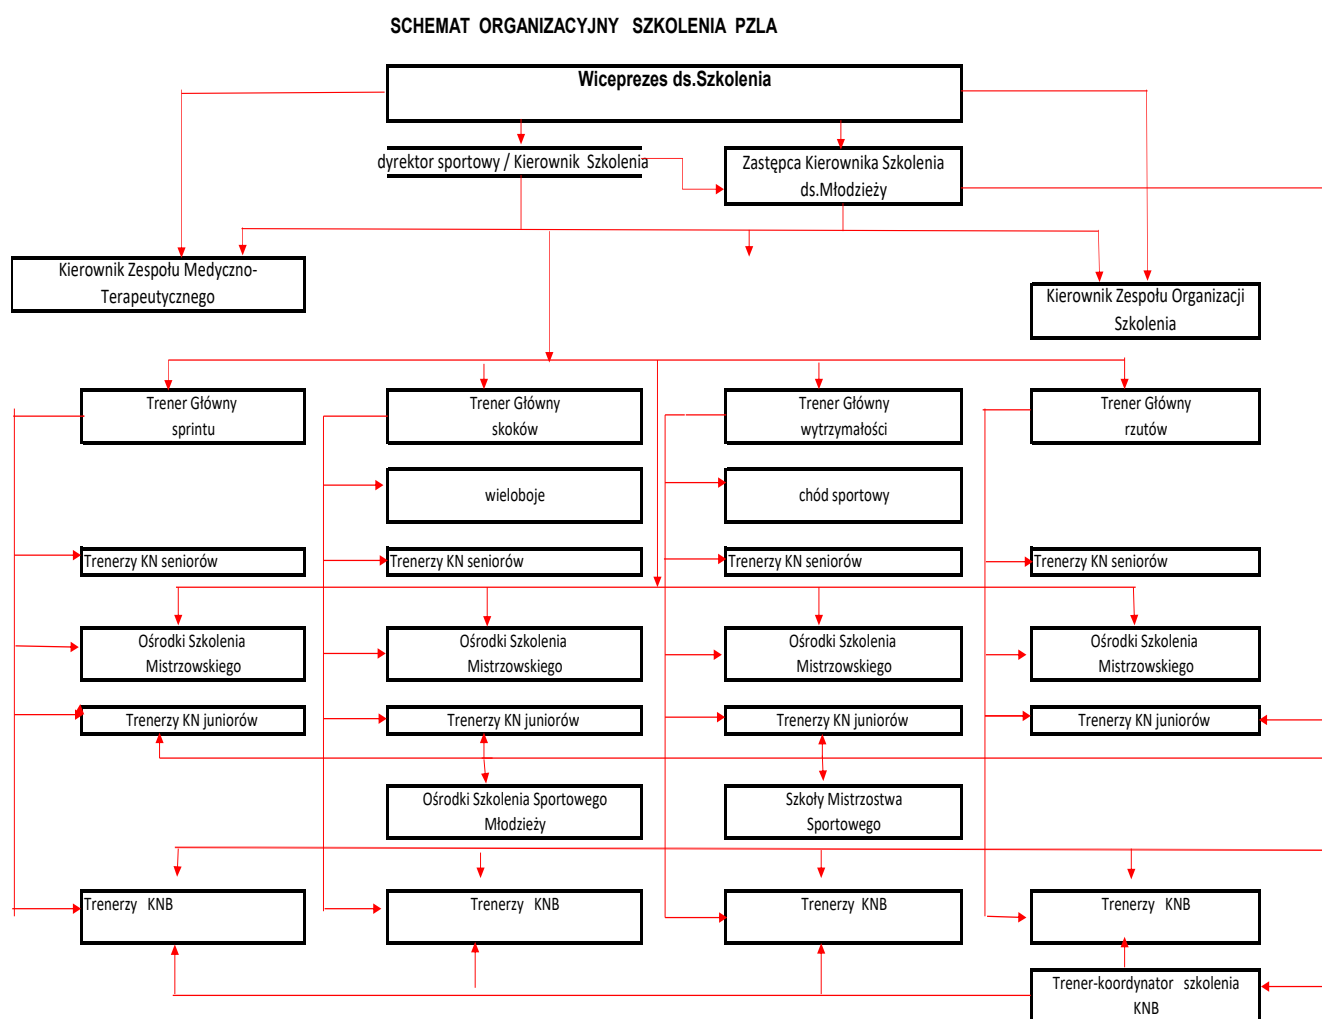 SCHEMAT ORGANIZACYJNY SZKOLENIA PZLA
Wiceprezes ds.Szkolenia
dyrektor sportowy / Kierownik Szkolenia
Zastępca Kierownika Szkolenia
ds.Młodzieży
Kierownik Zespołu Medyczno-
Terapeutycznego
Kierownik Zespołu Organizacji
Szkolenia
Trener Główny
sprintu
Trener Główny
skoków
Trener Główny
wytrzymałości
Trener Główny
rzutów
wieloboje
chód sportowy
Trenerzy KN seniorów
Trenerzy KN seniorów
Trenerzy KN seniorów
Trenerzy KN seniorów
Ośrodki Szkolenia
Mistrzowskiego
Ośrodki Szkolenia
Mistrzowskiego
Ośrodki Szkolenia
Mistrzowskiego
Ośrodki Szkolenia
Mistrzowskiego
Trenerzy KN juniorów
Trenerzy KN juniorów
Trenerzy KN juniorów
Trenerzy KN juniorów
Ośrodki Szkolenia Sportowego
Młodzieży
Szkoły Mistrzostwa
Sportowego
Trenerzy KNB
Trenerzy KNB
Trenerzy KNB
Trenerzy KNB
Trener-koordynator szkolenia
KNB